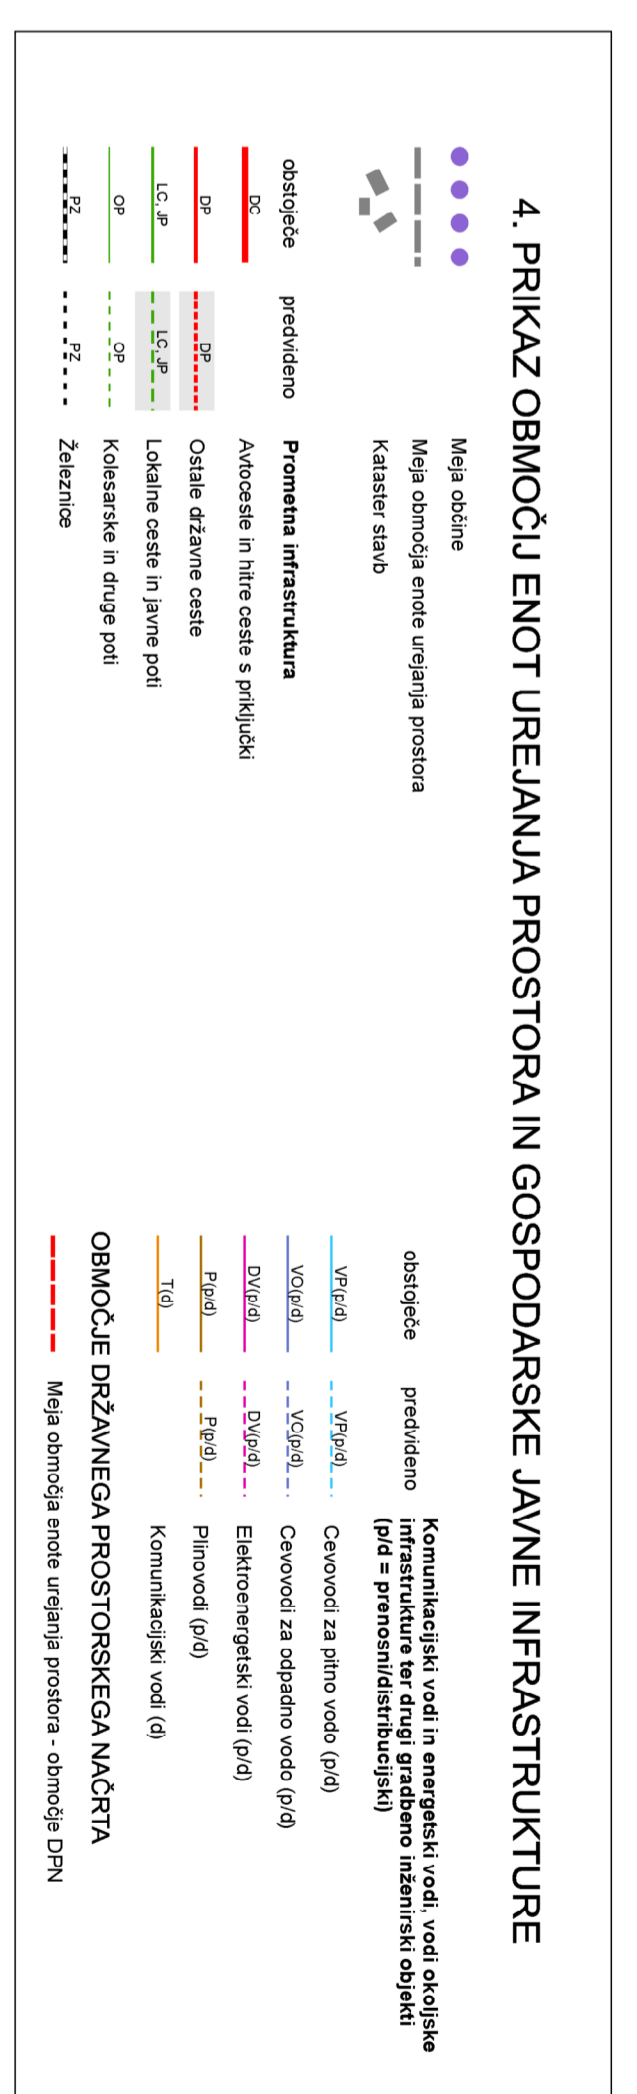 4. PRIKAZ OBMOČIJ ENOT UREJANJA PROSTORA IN GOSPODARSKE JAVNE INFRASTRUKTURE
Meja občine
Meja območja enote urejanja prostora
Kataster stavb
obstoječe predvideno Prometna infrastruktura
DC Avtoceste in hitre ceste s priključki
DP DP Ostale državne ceste
LC, JP LC, JP Lokalne ceste in javne poti
OP OP Kolesarske in druge poti
PZ PZ Železnice
obstoječe predvideno
Komunikacijski vodi in energetski vodi, vodi okoljske
infrastrukture ter drugi gradbeno inženirski objekti
(p/d = prenosni/distribucijski)
VP(p/d) VP(p/d) Cevovodi za pitno vodo (p/d)
VO(p/d) VC(p/d) Cevovodi za odpadno vodo (p/d)
DV(p/d) DV(p/d) Elektroenergetski vodi (p/d)
P(p/d) P(p/d) Plinovodi (p/d)
T(d) Komunikacijski vodi (d)
OBMOČJE DRŽAVNEGA PROSTORSKEGA NAČRTA
Meja območja enote urejanja prostora - območje DPN